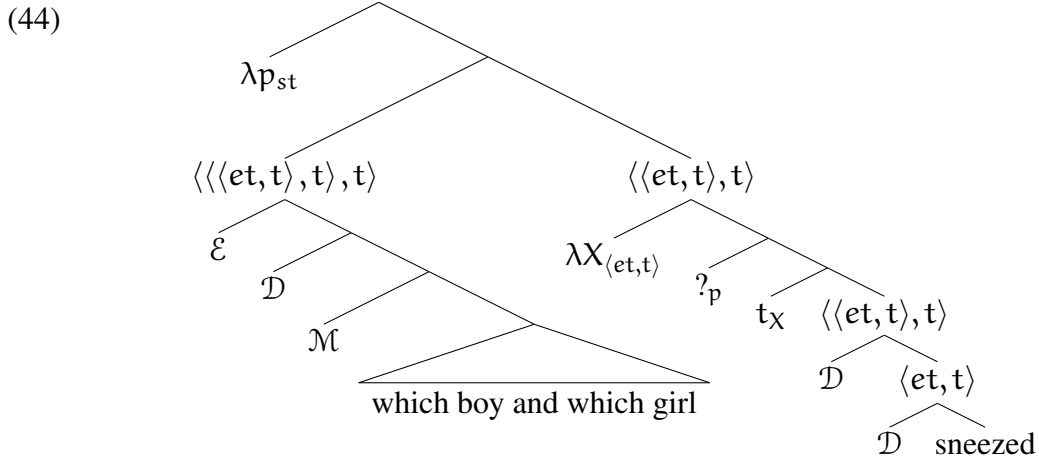 (44)
λp_st
⟨⟨⟨et, t⟩, t⟩, t⟩ ⟨⟨et, t⟩, t⟩
ℰ λX_⟨et,t⟩
𝒟 ?_p
ℳ t_X ⟨⟨et, t⟩, t⟩
which boy and which girl 𝒟 ⟨et, t⟩
𝒟 sneezed